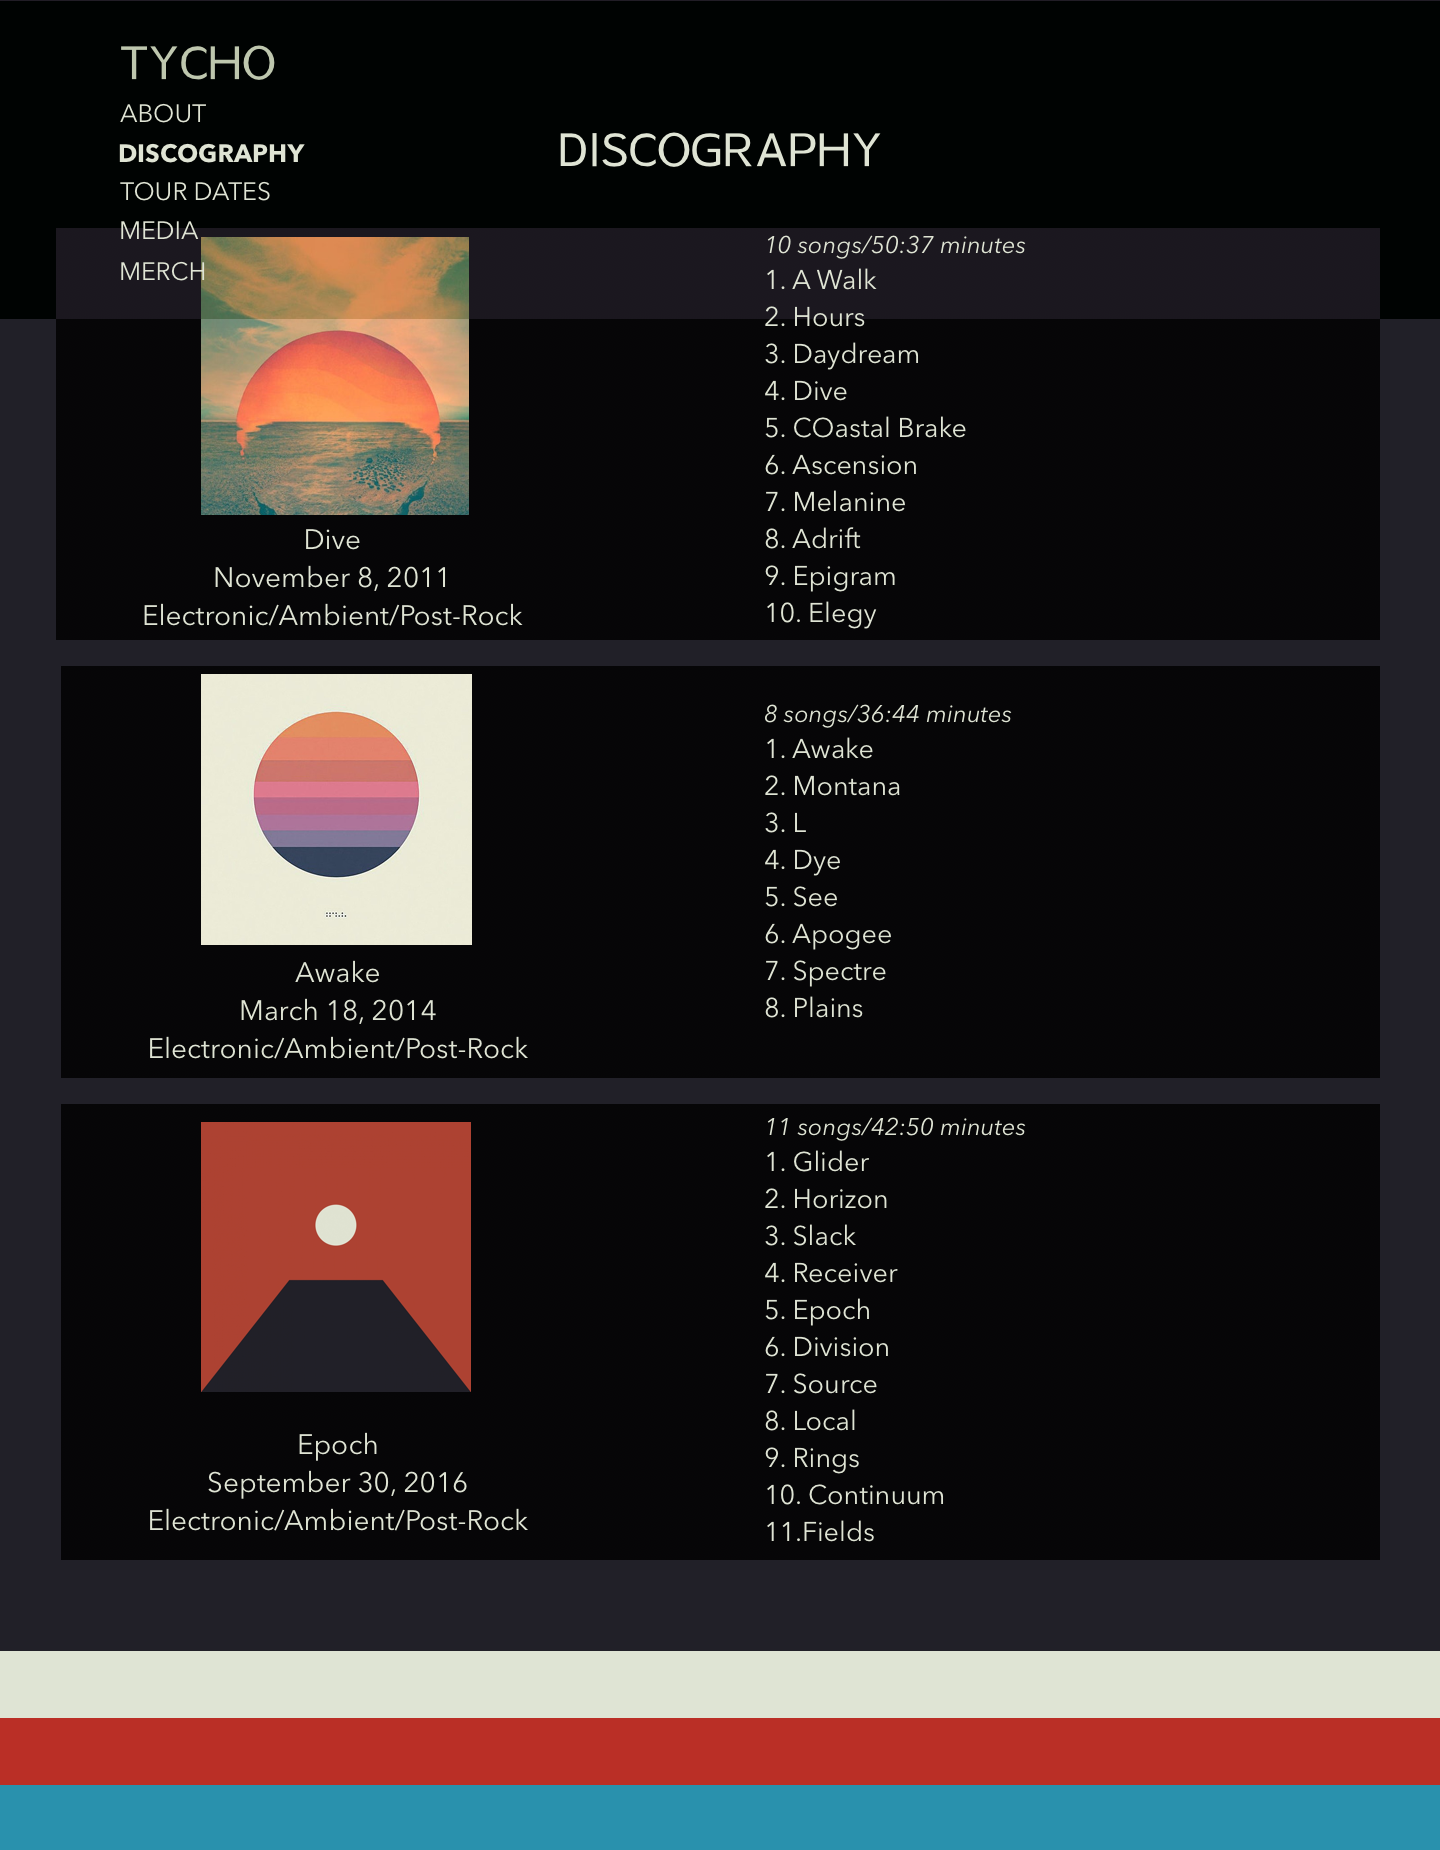 TYCHO
ABOUT
DISCOGRAPHY
TOUR DATES
MEDIA
MERCH
DISCOGRAPHY
Dive
November 8, 2011
Electronic/Ambient/Post-Rock
10 songs/50:37 minutes
1. A Walk
2. Hours
3. Daydream
4. Dive
5. COastal Brake
6. Ascension
7. Melanine
8. Adrift
9. Epigram
10. Elegy
Awake
March 18, 2014
Electronic/Ambient/Post-Rock
8 songs/36:44 minutes
1. Awake
2. Montana
3. L
4. Dye
5. See
6. Apogee
7. Spectre
8. Plains
Epoch
September 30, 2016
Electronic/Ambient/Post-Rock
11 songs/42:50 minutes
1. Glider
2. Horizon
3. Slack
4. Receiver
5. Epoch
6. Division
7. Source
8. Local
9. Rings
10. Continuum
11.Fields